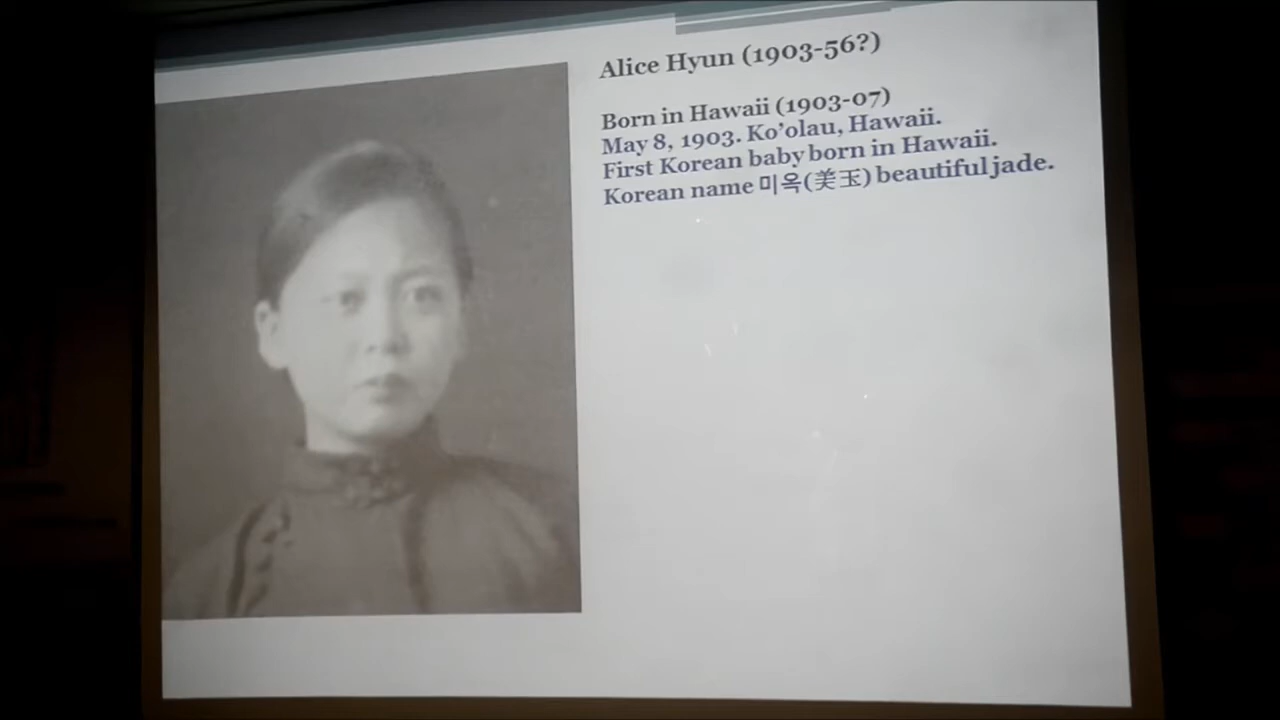 Alice Hyun (1903-56?)
Born in Hawaii (1903-07)
May 8, 1903. Ko'olau, Hawaii.
First Korean baby born in Hawaii.
Korean name 미옥(美玉) beautiful jade.